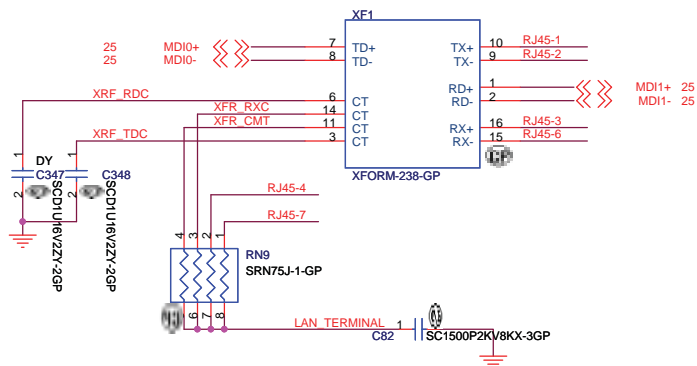 XF1
25 MDI0+ 7 TD+ TX+ 10 RJ45-1
25 MDI0- 8 TD- TX- 9 RJ45-2
RD+ 1 MDI1+ 25
RD- 2 MDI1- 25
XRF_RDC 6 CT
XFR_RXC 14 CT
XFR_CMT 11 CT RX+ 16 RJ45-3
XRF_TDC 3 CT RX- 15 RJ45-6
XFORM-238-GP
1 DY 1
C347 C348
2 2
SCD1U16V2ZY-2GP
SCD1U16V2ZY-2GP
RJ45-4
RJ45-7
4 3 2 1
RN9
SRN75J-1-GP
6 7 8
LAN_TERMINAL 1
C82 SC1500P2KV8KX-3GP